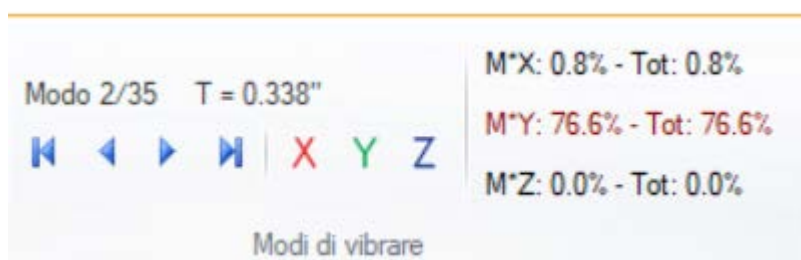 Modo 2/35 T = 0.338"
X Y Z
M*X: 0.8% - Tot: 0.8%
M*Y: 76.6% - Tot: 76.6%
M*Z: 0.0% - Tot: 0.0%
Modi di vibrare